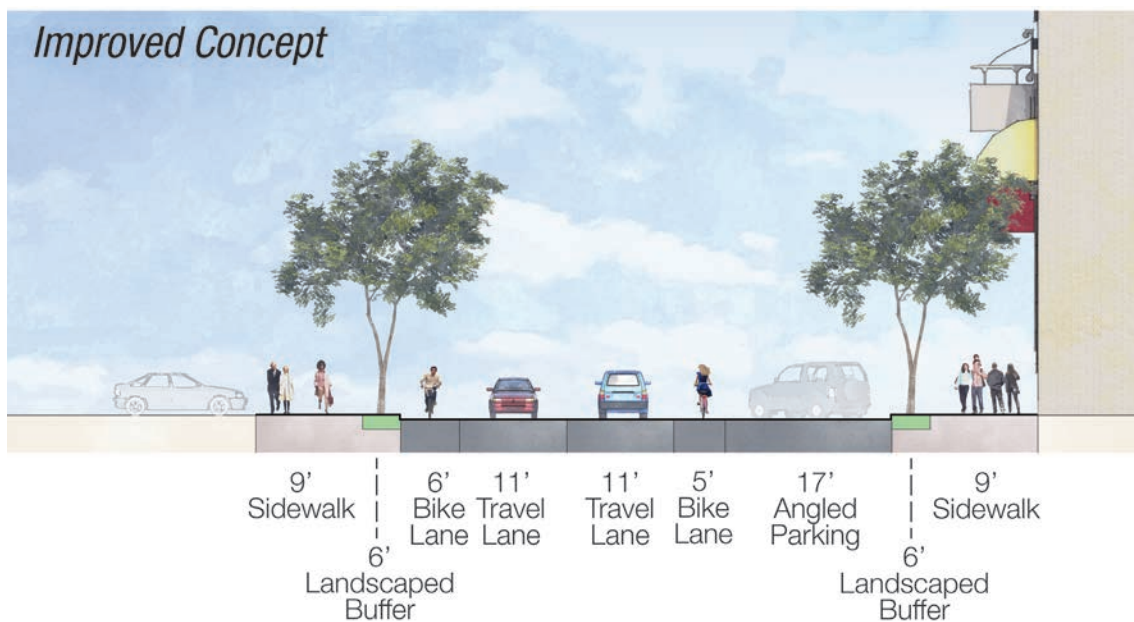 Improved Concept
9’
Sidewalk
6’
Landscaped
Buffer
6’
Bike
Lane
11’
Travel
Lane
11’
Travel
Lane
5’
Bike
Lane
17’
Angled
Parking
6’
Landscaped
Buffer
9’
Sidewalk